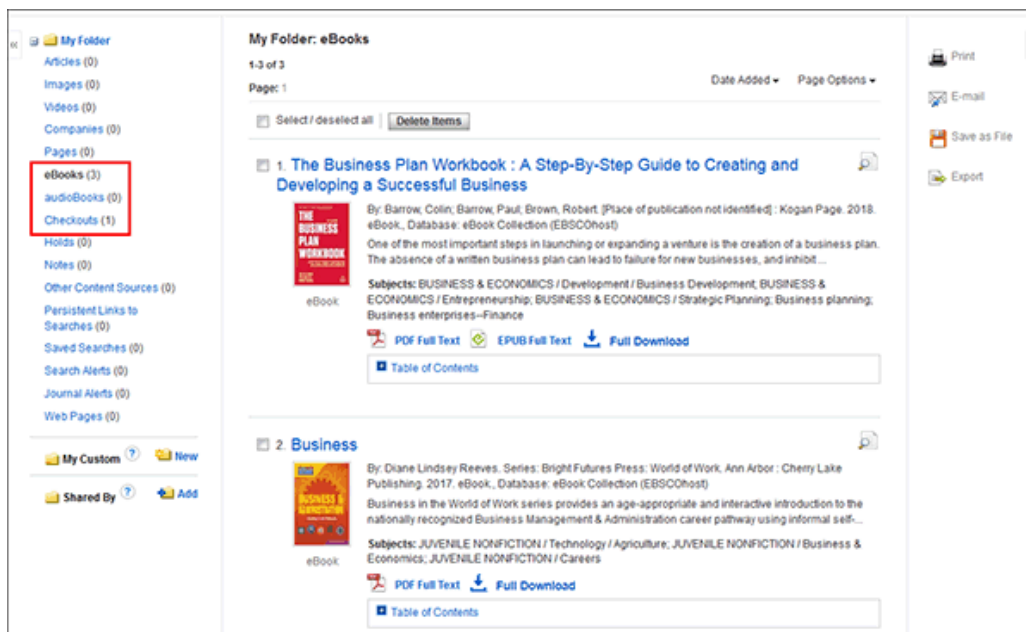 «
My Folder
Articles (0)
Images (0)
Videos (0)
Companies (0)
Pages (0)
eBooks (3)
audioBooks (0)
Checkouts (1)
Holds (0)
Notes (0)
Other Content Sources (0)
Persistent Links to
Searches (0)
Saved Searches (0)
Search Alerts (0)
Journal Alerts (0)
Web Pages (0)
My Custom ? New
Shared By ? Add
My Folder: eBooks
1-3 of 3
Page: 1
Date Added Page Options
Select / deselect all Delete Items
1. The Business Plan Workbook : A Step-By-Step Guide to Creating and
Developing a Successful Business
THE
BUSINESS
PLAN
WORKBOOK
eBook
By: Barrow, Colin; Barrow, Paul; Brown, Robert. [Place of publication not identified] : Kogan Page. 2018.
eBook., Database: eBook Collection (EBSCOhost)
One of the most important steps in launching or expanding a venture is the creation of a business plan.
The absence of a written business plan can lead to failure for new businesses, and inhibit ...
Subjects: BUSINESS & ECONOMICS / Development / Business Development; BUSINESS &
ECONOMICS / Entrepreneurship; BUSINESS & ECONOMICS / Strategic Planning; Business planning;
Business enterprises--Finance
PDF Full Text EPUB Full Text Full Download
Table of Contents
2. Business
BUSINESS &
ADMINISTRATION
eBook
By: Diane Lindsey Reeves. Series: Bright Futures Press: World of Work. Ann Arbor : Cherry Lake
Publishing. 2017. eBook., Database: eBook Collection (EBSCOhost)
Business in the World of Work series provides an age-appropriate and interactive introduction to the
nationally recognized Business Management & Administration career pathway using informal self-...
Subjects: JUVENILE NONFICTION / Technology / Agriculture; JUVENILE NONFICTION / Business &
Economics; JUVENILE NONFICTION / Careers
PDF Full Text Full Download
Table of Contents
Print
E-mail
Save as File
Export